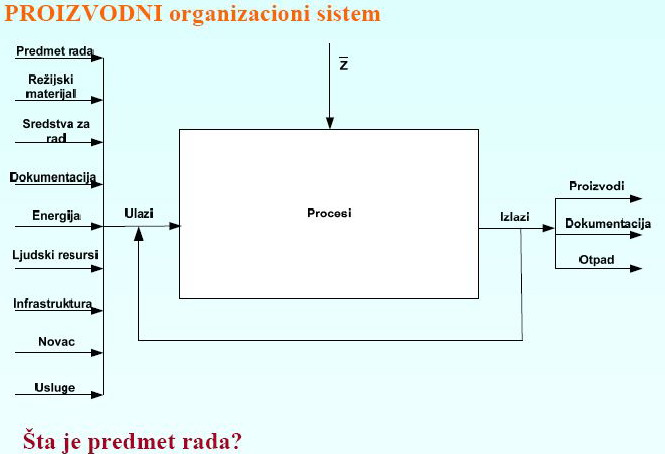 PROIZVODNI organizacioni sistem
Predmet rada
Režijski
materijal
Sredstva za
rad
Dokumentacija
Energija
Ljudski resursi
Infrastruktura
Novac
Usluge
Ulazi
z
Procesi
Izlazi
Proizvodi
Dokumentacija
Otpad
Šta je predmet rada?